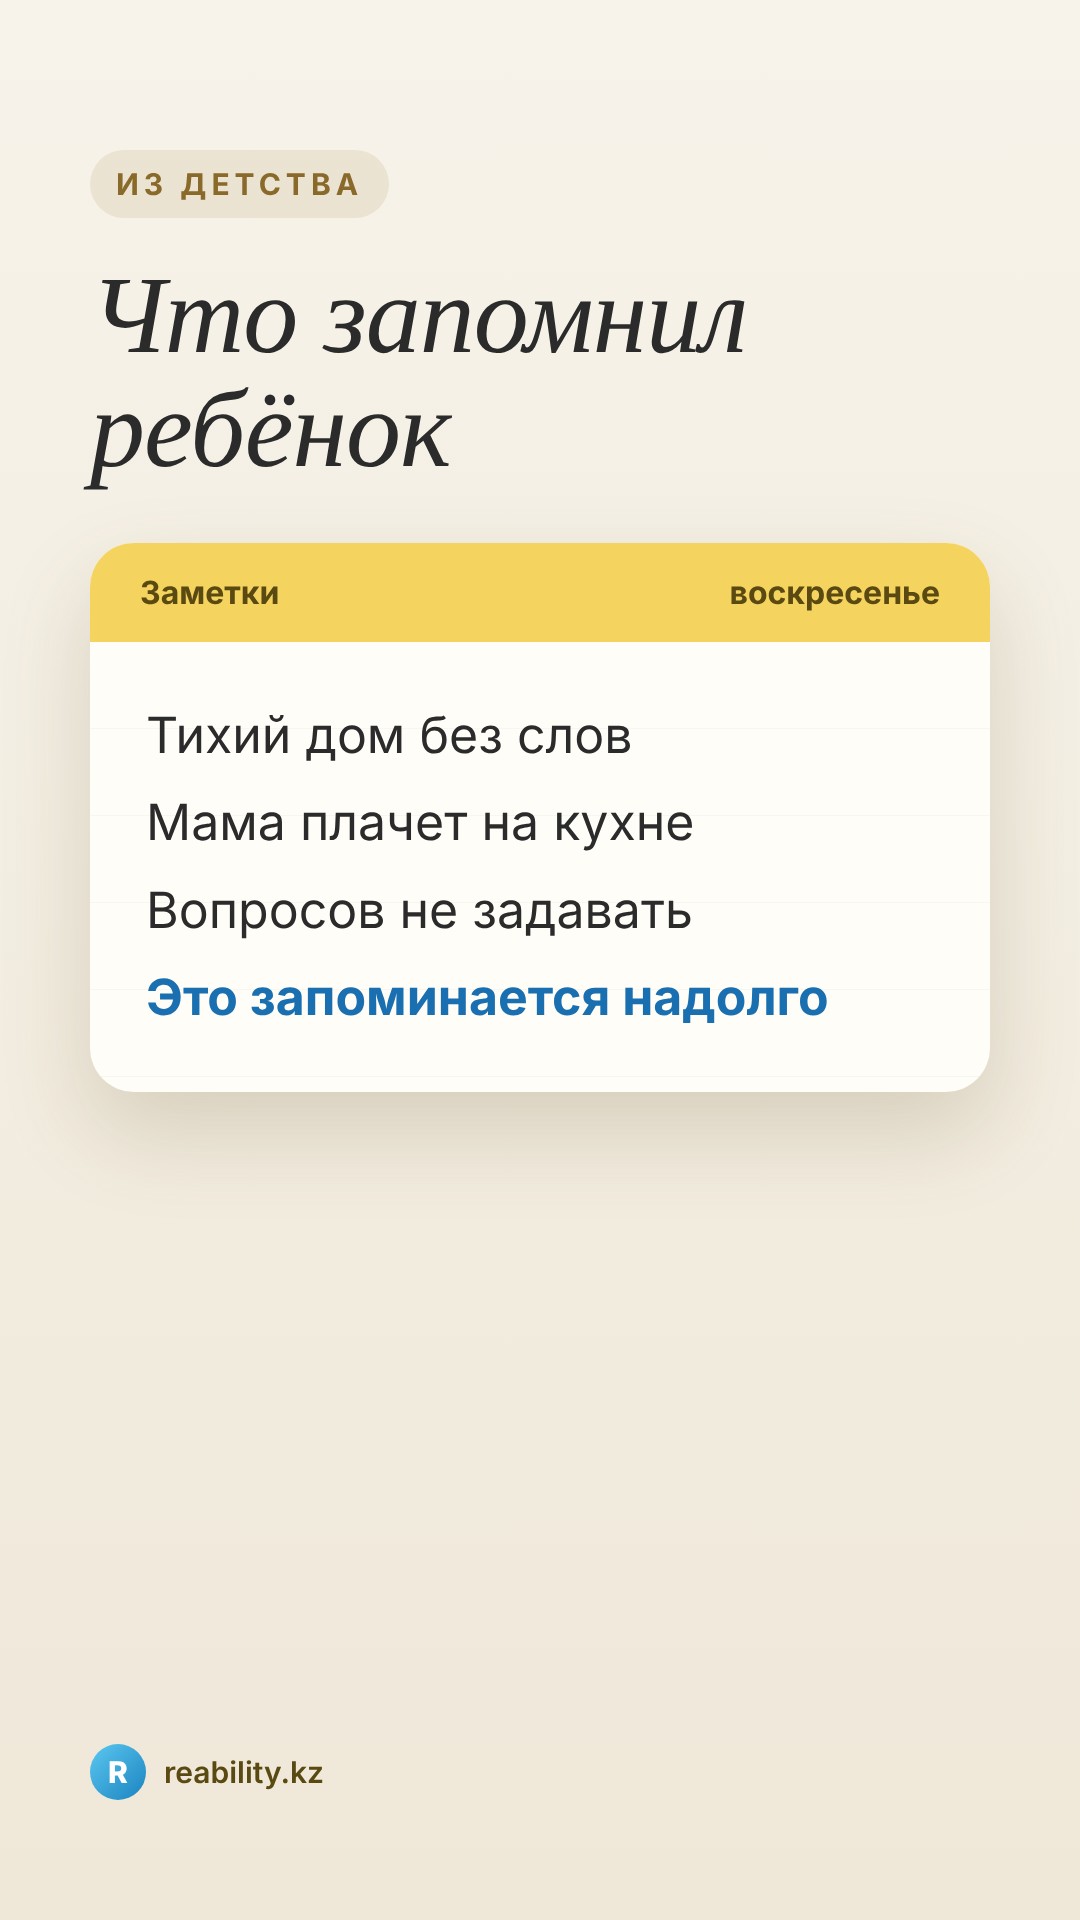 ИЗ ДЕТСТВА
Что запомнил
ребёнок
Заметки воскресенье
Тихий дом без слов
Мама плачет на кухне
Вопросов не задавать
Это запоминается надолго
R reability.kz